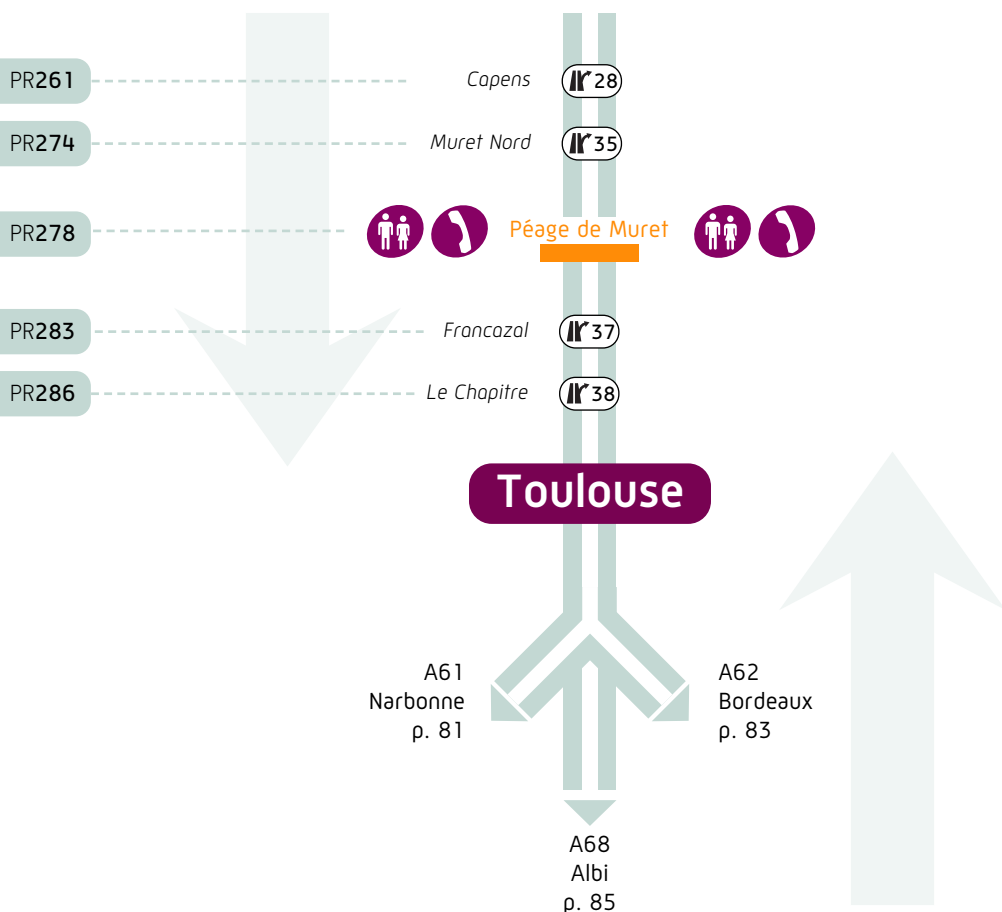 PR261 Capens 28
PR274 Muret Nord 35
PR278 Péage de Muret
PR283 Francazal 37
PR286 Le Chapitre 38
Toulouse
A61
Narbonne
p. 81
A62
Bordeaux
p. 83
A68
Albi
p. 85